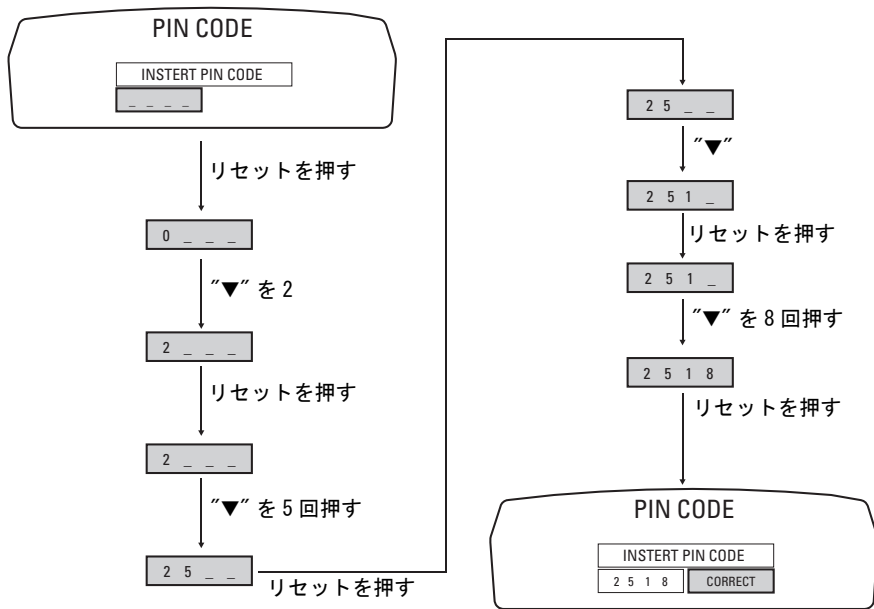 PIN CODE
INSTERT PIN CODE
_ _ _ _
リセットを押す
0 _ _ _
"▼" を 2
2 _ _ _
リセットを押す
2 _ _ _
"▼" を 5 回押す
2 5 _ _
リセットを押す
2 5 _ _
"▼"
2 5 1 _
リセットを押す
2 5 1 _
"▼" を 8 回押す
2 5 1 8
リセットを押す
PIN CODE
INSTERT PIN CODE
2 5 1 8 CORRECT